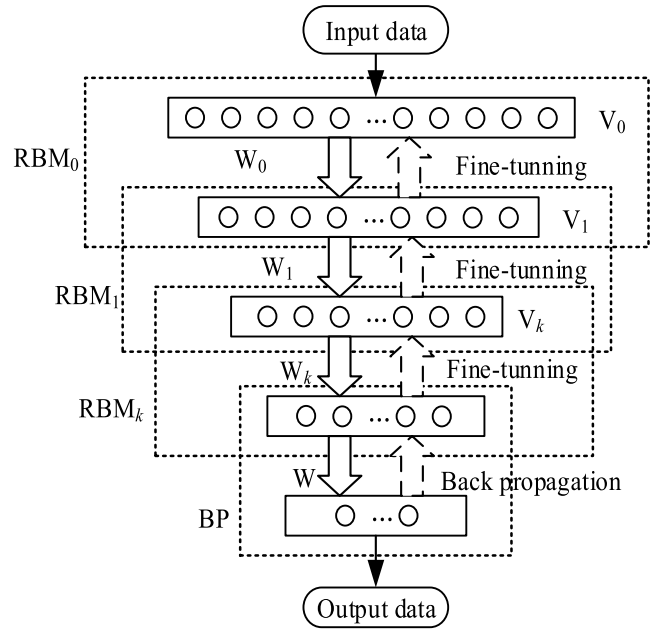 Input data
V0
RBM0
W0
Fine-tunning
V1
W1
Fine-tunning
RBM1
Vk
Wk
Fine-tunning
RBMk
W
Back propagation
BP
Output data